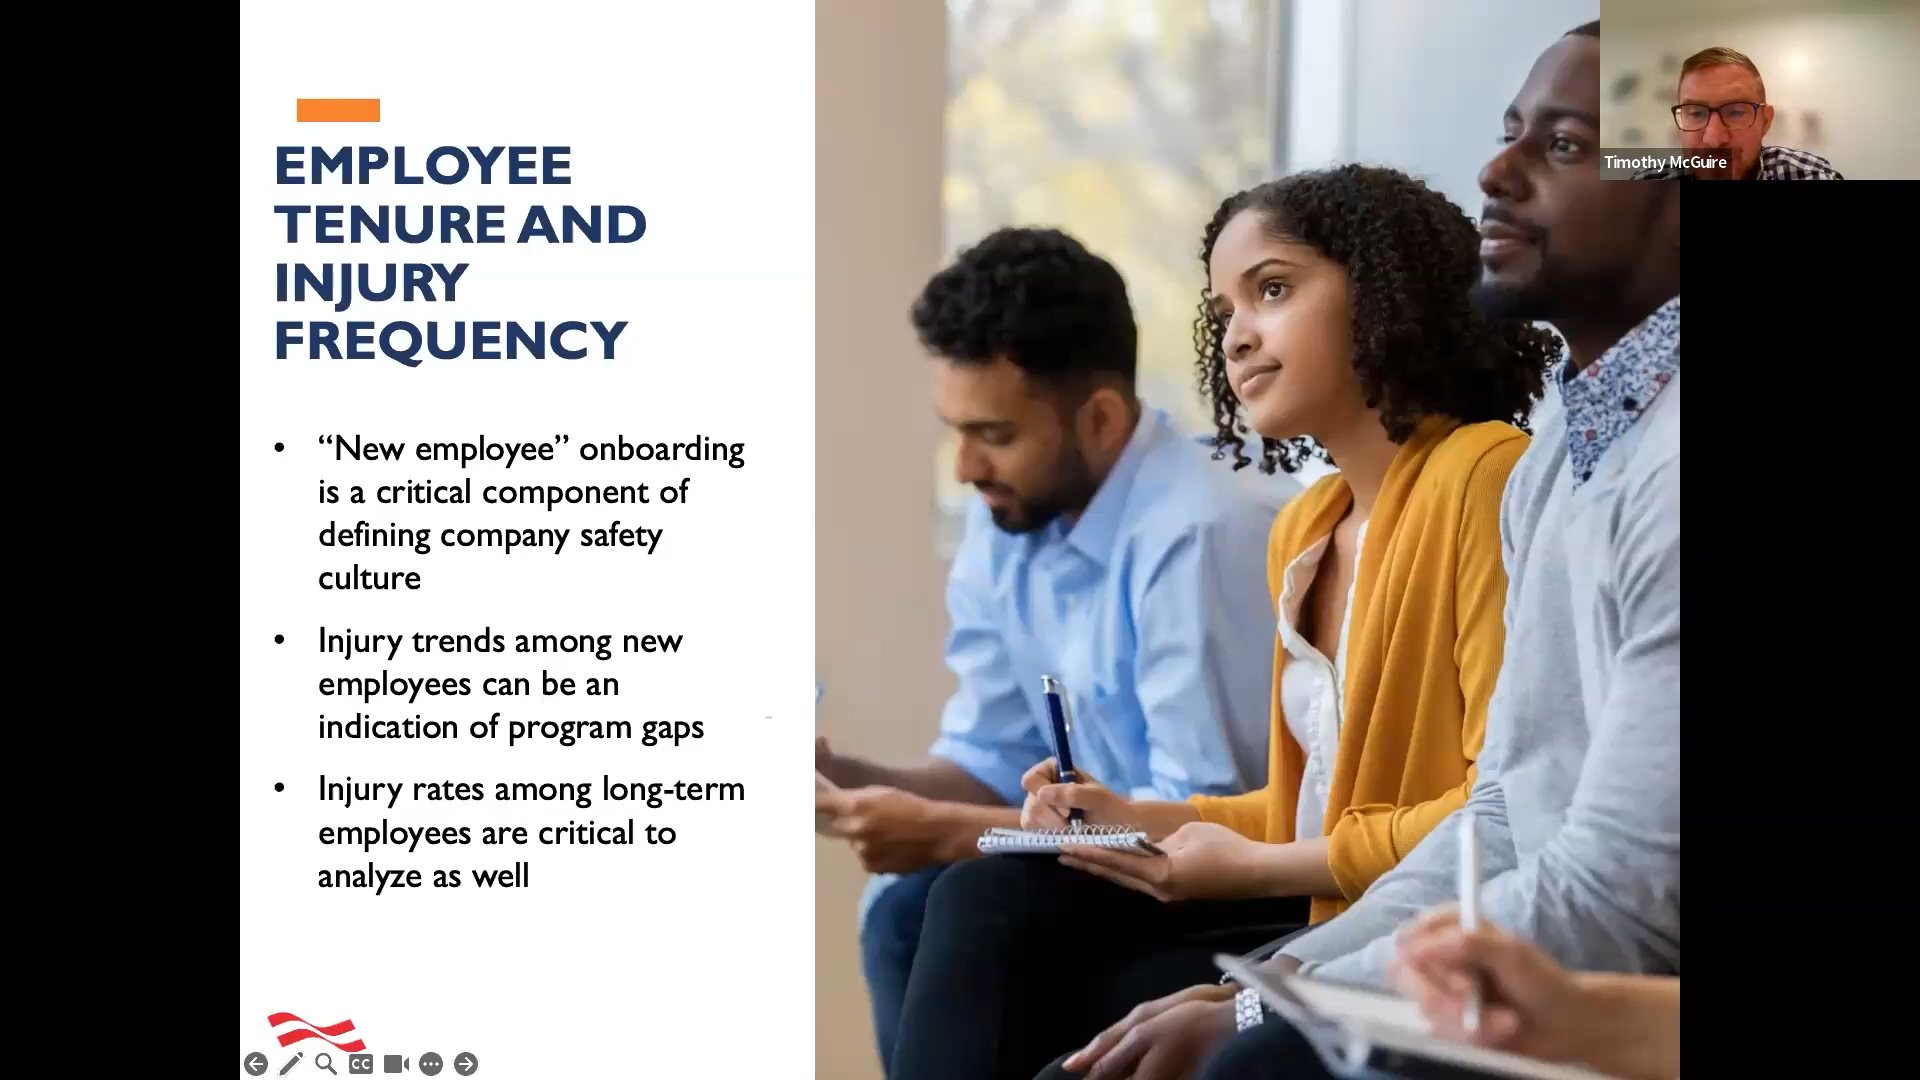 EMPLOYEE
TENURE AND
INJURY
FREQUENCY
• “New employee” onboarding
is a critical component of
defining company safety
culture
• Injury trends among new
employees can be an
indication of program gaps
• Injury rates among long-term
employees are critical to
analyze as well
Timothy McGuire
CC